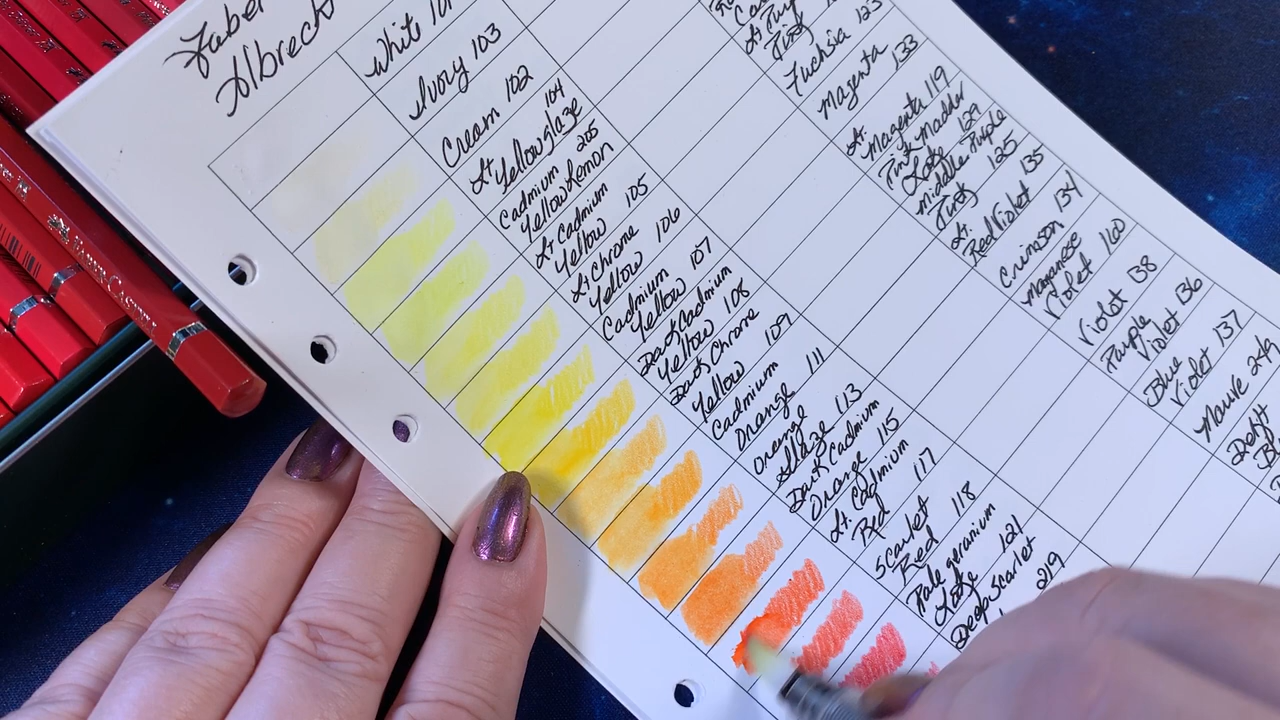 Faber
Albrecht
White 101
Ivory 103
Cream 102
Lt 104
Yellow glaze
Cadmium 205
Yellow Lemon
Lt Cadmium
Yellow 105
Lt Chrome
Yellow 106
Cadmium
Yellow 107
Dark Cadmium
Yellow 108
Dark Chrome
Yellow 109
Cadmium
Orange 111
Orange
Glaze 113
Dark Cadmium
Orange 115
Lt. Cadmium
Red 117
Scarlet
Red 118
Pale geranium
Lake 121
Deep Scarlet
219
Fuchsia 123
Magenta 133
Lt.
Magenta 119
Pink Madder
Lake 129
Middle Purple
Pink 125
Lt.
Red Violet 135
Crimson 134
Manganese
Violet 160
Violet 138
Purple
Violet 136
Blue
Violet 137
Mauve 249
Delft
FABER-CASTELL